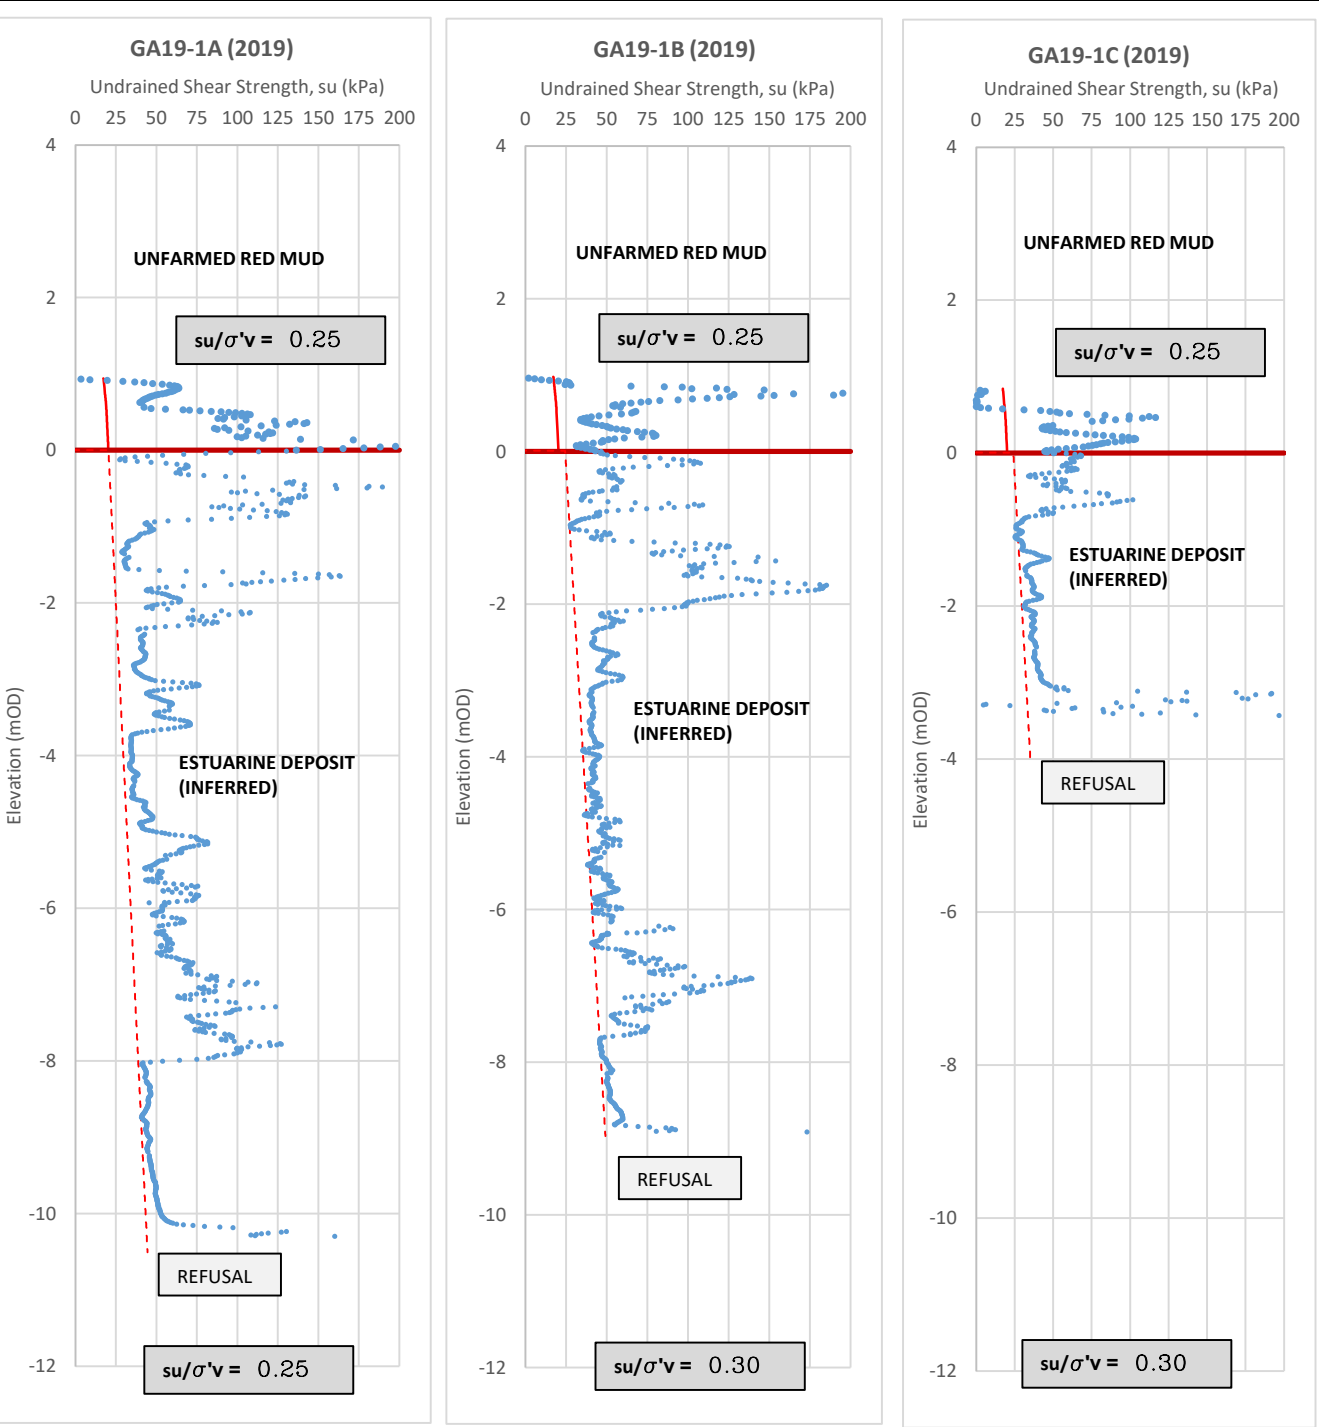 GA19-1A (2019)
Undrained Shear Strength, su (kPa)
0 25 50 75 100 125 150 175 200
4
UNFARMED RED MUD
2
su/σ'v = 0.25
0
-2
-4
ESTUARINE DEPOSIT
(INFERRED)
Elevation (mOD)
-6
-8
-10
REFUSAL
-12
su/σ'v = 0.25
GA19-1B (2019)
Undrained Shear Strength, su (kPa)
0 25 50 75 100 125 150 175 200
4
UNFARMED RED MUD
2
su/σ'v = 0.25
0
-2
ESTUARINE DEPOSIT
(INFERRED)
-4
Elevation (mOD)
-6
-8
REFUSAL
-10
-12
su/σ'v = 0.30
GA19-1C (2019)
Undrained Shear Strength, su (kPa)
0 25 50 75 100 125 150 175 200
4
UNFARMED RED MUD
2
su/σ'v = 0.25
0
ESTUARINE DEPOSIT
(INFERRED)
-2
-4
REFUSAL
Elevation (mOD)
-6
-8
-10
-12
su/σ'v = 0.30